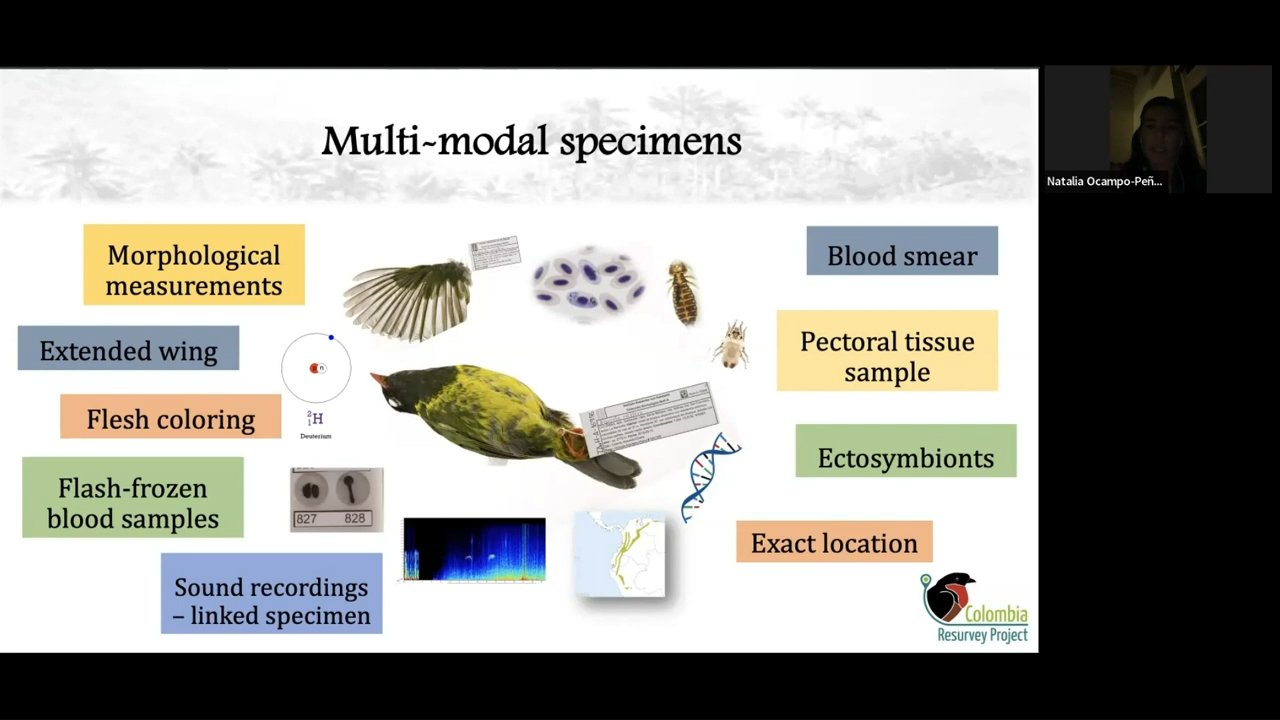 Multi-modal specimens
Morphological
measurements
Extended wing
Flesh coloring
Flash-frozen
blood samples
Sound recordings
– linked specimen
²₁H
Deuterium
n
827 828
Blood smear
Pectoral tissue
sample
Ectosymbionts
Exact location
Colombia
Resurvey Project
Natalia Ocampo-Peñ...